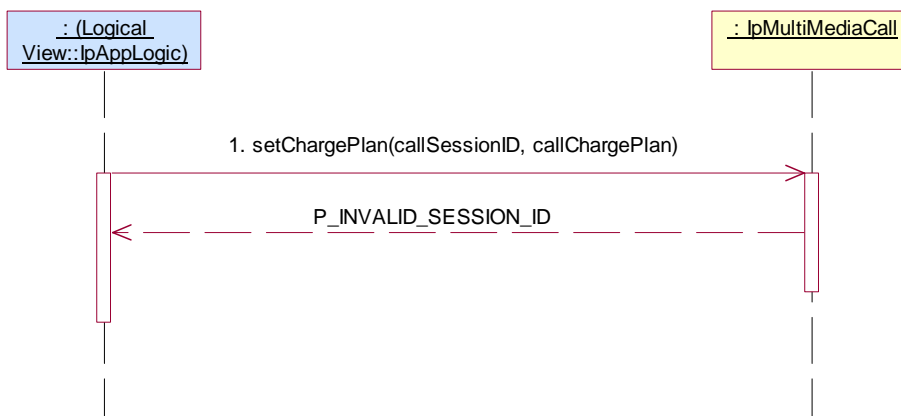 : (Logical
View::IpAppLogic)
: IpMultiMediaCall
1. setChargePlan(callSessionID, callChargePlan)
P_INVALID_SESSION_ID